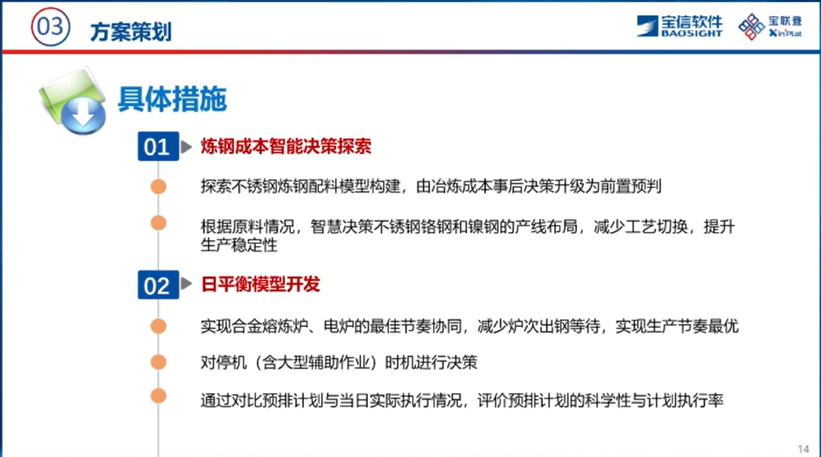 03
方案策划
宝信软件
BAOSIGHT
宝联登
XinPlat
具体措施
01
炼钢成本智能决策探索
探索不锈钢炼钢配料模型构建，由冶炼成本事后决策升级为前置预判
根据原料情况，智慧决策不锈钢铬钢和镍钢的产线布局，减少工艺切换，提升
生产稳定性
02
日平衡模型开发
实现合金熔炼炉、电炉的最佳节奏协同，减少炉次出钢等待，实现生产节奏最优
对停机（含大型辅助作业）时机进行决策
通过对比预排计划与当日实际执行情况，评价预排计划的科学性与计划执行率
14